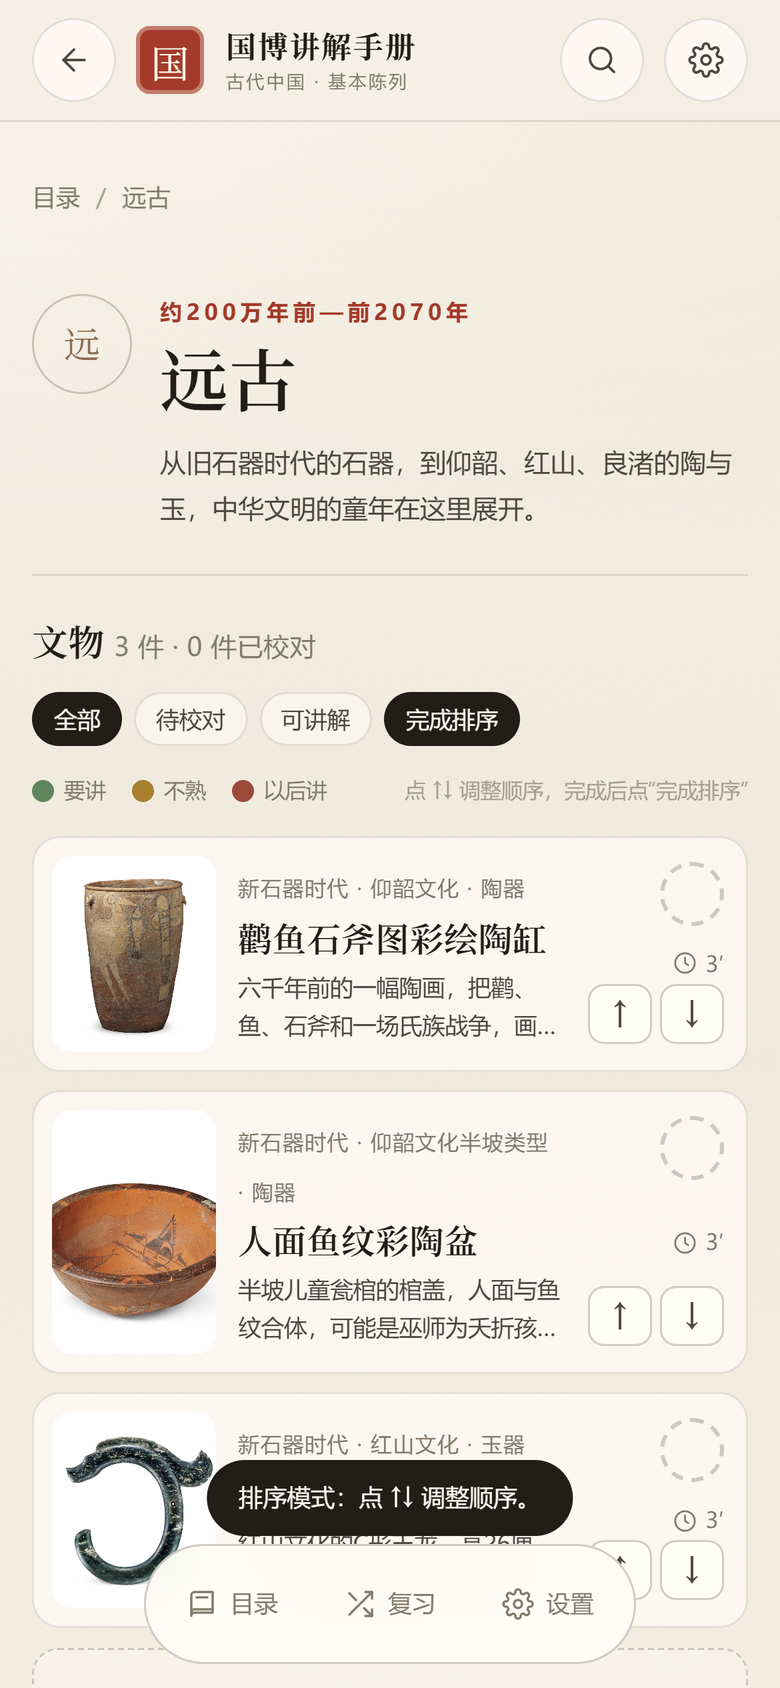 国
国博讲解手册
古代中国 · 基本陈列
目录 / 远古
远
约200万年前—前2070年
远古
从旧石器时代的石器，到仰韶、红山、良渚的陶与
玉，中华文明的童年在这里展开。
文物 3 件 · 0 件已校对
全部 待校对 可讲解 完成排序
要讲 不熟 以后讲 点 ↑↓ 调整顺序，完成后点“完成排序”
新石器时代 · 仰韶文化 · 陶器
鹳鱼石斧图彩绘陶缸
3′
六千年前的一幅陶画，把鹳、
鱼、石斧和一场氏族战争，画...
↑ ↓
新石器时代 · 仰韶文化半坡类型
· 陶器
人面鱼纹彩陶盆
3′
半坡儿童瓮棺的棺盖，人面与鱼
纹合体，可能是巫师为夭折孩...
↑ ↓
新石器时代 · 红山文化 · 玉器
排序模式：点 ↑↓ 调整顺序。
3′
↑ ↓
目录 复习 设置